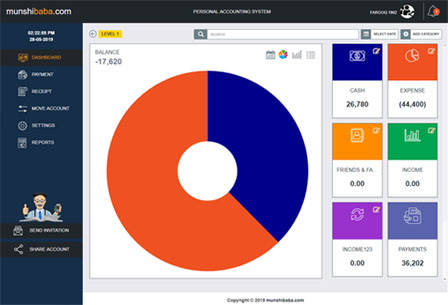 munshibaba.com
PERSONAL ACCOUNTING SYSTEM
FAROOQ-1982
02:22:55 PM
28-05-2019
DASHBOARD
PAYMENT
RECEIPT
MOVE ACCOUNT
SETTINGS
REPORTS
SEND INVITATION
SHARE ACCOUNT
LEVEL 1
SELECT DATE
ADD CATEGORY
BALANCE
-17,620
CASH
26,780
EXPENSE
(44,400)
FRIENDS & FA...
0.00
INCOME
0.00
INCOME123
0.00
PAYMENTS
36,202
Copyright © 2019 munshibaba.com